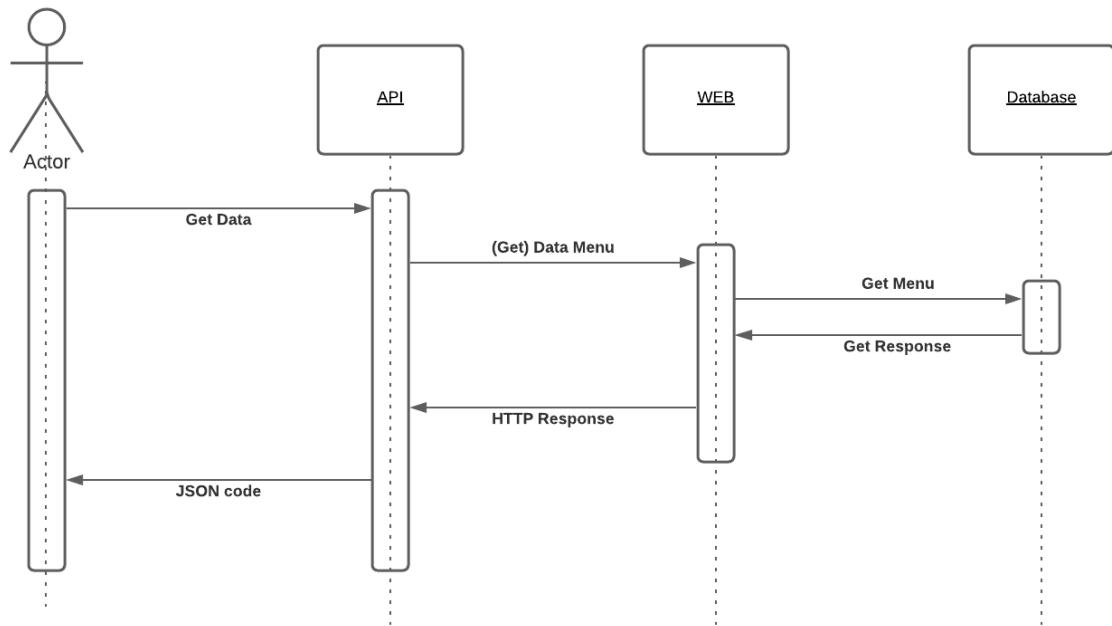 API
WEB
Database
Actor
Get Data
(Get) Data Menu
Get Menu
Get Response
HTTP Response
JSON code